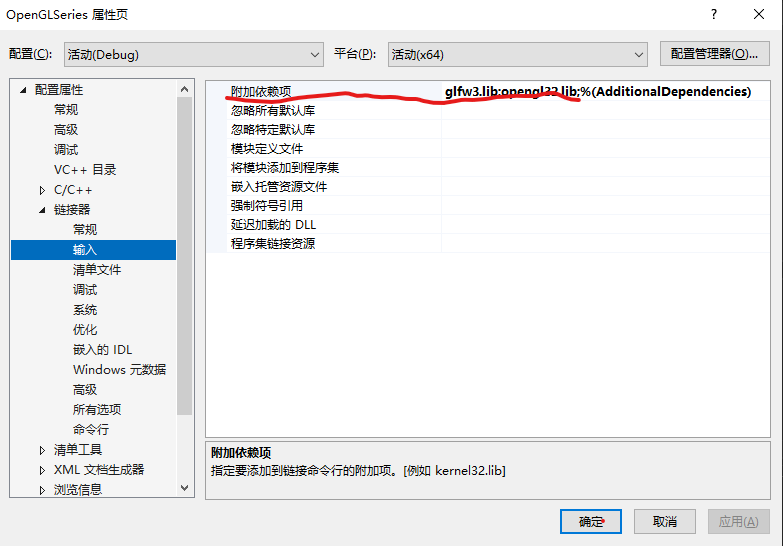 OpenGLSeries 属性页
配置(C): 活动(Debug) 平台(P): 活动(x64) 配置管理器(O)...
配置属性
常规
高级
调试
VC++ 目录
C/C++
链接器
常规
输入
清单文件
调试
系统
优化
嵌入的 IDL
Windows 元数据
高级
所有选项
命令行
清单工具
XML 文档生成器
浏览信息
附加依赖项 glfw3.lib;opengl32.lib;%(AdditionalDependencies)
忽略所有默认库
忽略特定默认库
模块定义文件
将模块添加到程序集
嵌入托管资源文件
强制符号引用
延迟加载的 DLL
程序集链接资源
附加依赖项
指定要添加到链接命令行的附加项。[例如 kernel32.lib]
确定 取消 应用(A)